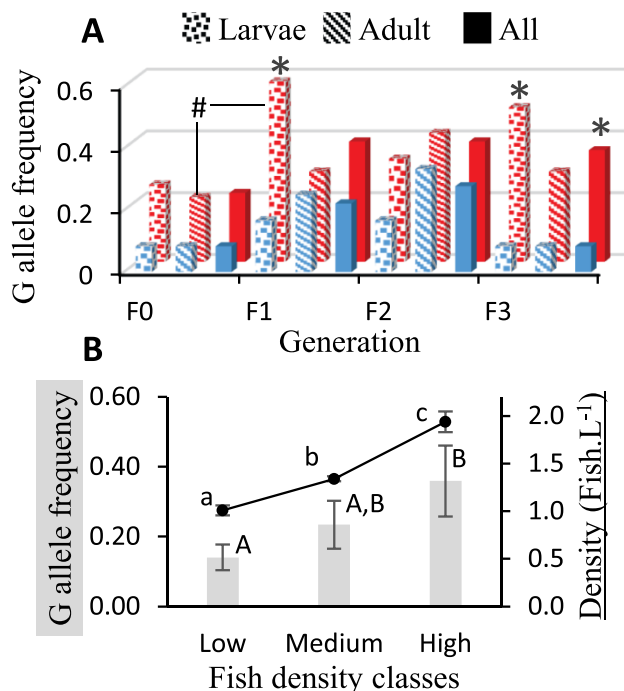 A
Larvae Adult All
G allele frequency
0.6
0.4
0.2
0
*
#
*
*
F0 F1 F2 F3
Generation
B
G allele frequency
0.60
0.40
0.20
0.00
a
b
c
A
A,B
B
2.0
1.5
1.0
0.5
0.0
Density (Fish.L⁻¹)
Low Medium High
Fish density classes